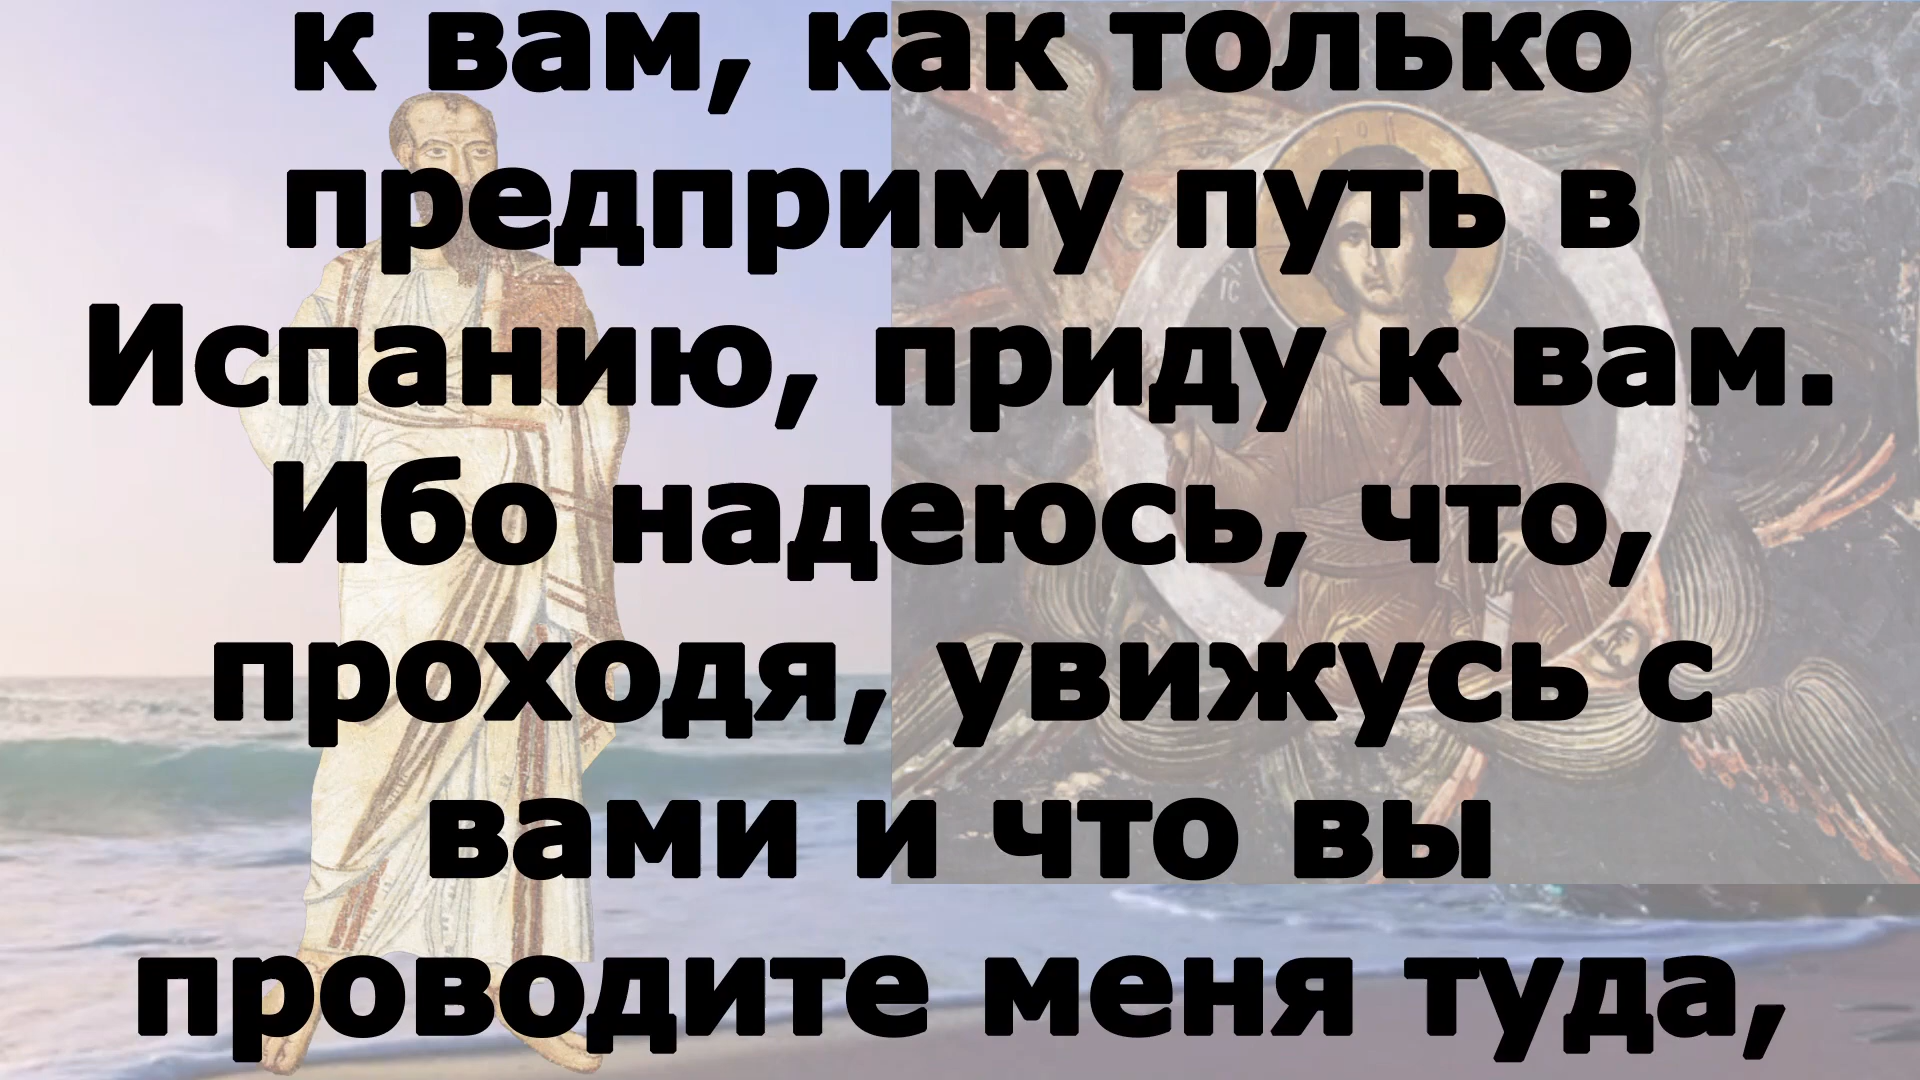 к вам, как только
предприму путь в
Испанию, приду к вам.
Ибо надеюсь, что,
проходя, увижусь с
вами и что вы
проводите меня туда,